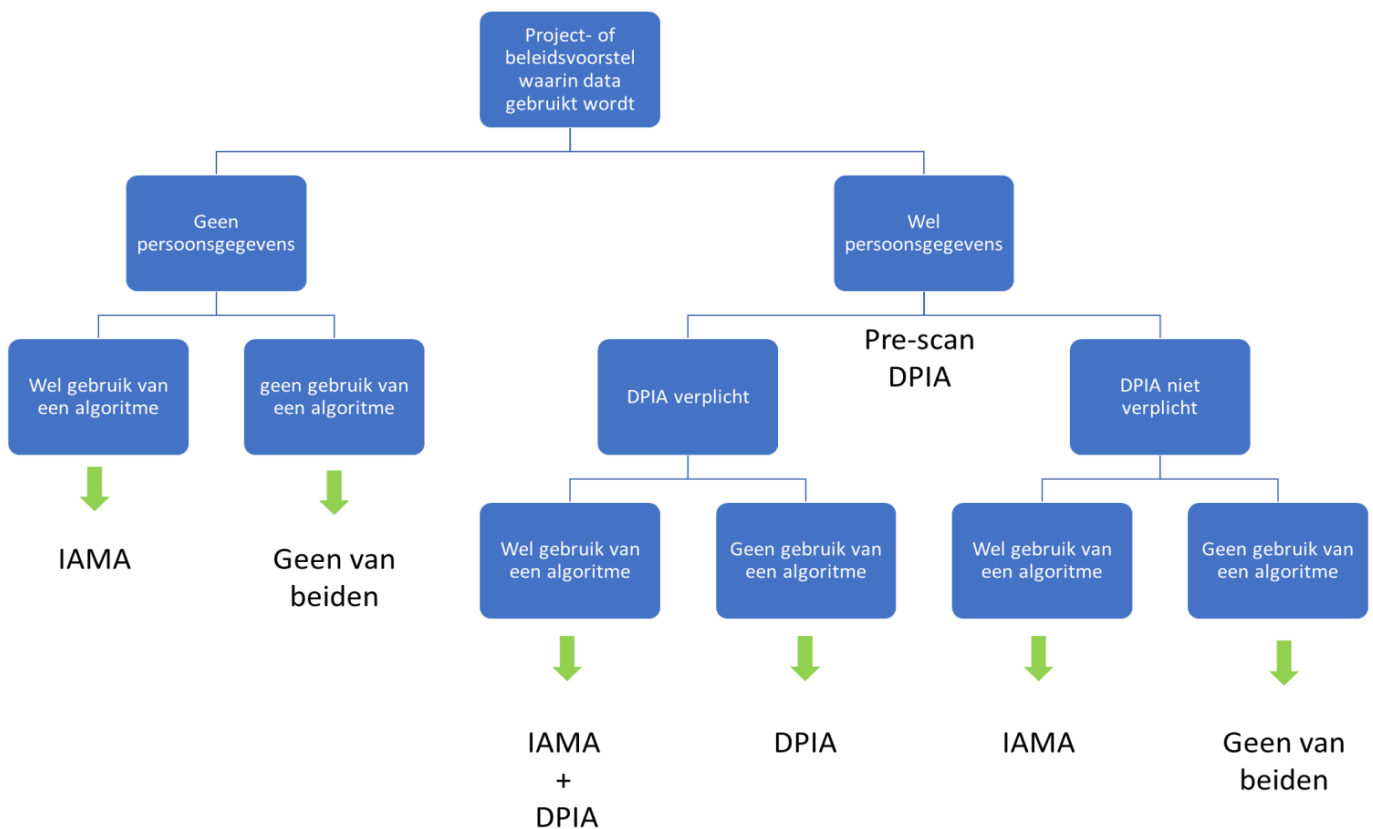 Project- of
beleidsvoorstel
waarin data
gebruikt wordt
Geen
persoonsgegevens
Wel
persoonsgegevens
Wel gebruik van
een algoritme
geen gebruik van
een algoritme
DPIA verplicht
Pre-scan
DPIA
DPIA niet
verplicht
IAMA
Geen van
beiden
Wel gebruik van
een algoritme
Geen gebruik van
een algoritme
Wel gebruik van
een algoritme
Geen gebruik van
een algoritme
IAMA
+
DPIA
DPIA
IAMA
Geen van
beiden